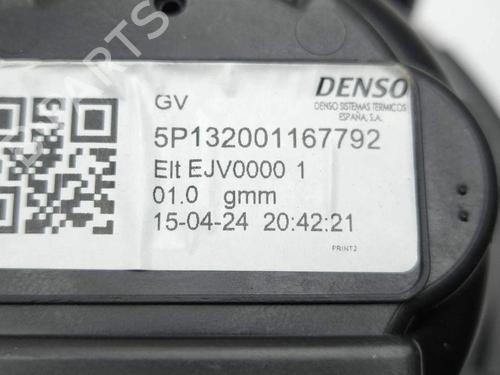 PARTS
GV
DENSO
DENSO SISTEMAS TERMICOS
ESPAÑA, S.A.
5P132001167792
Elt EJV0000 1
01.0 gmm
15-04-24 20:42:21
PRINT2